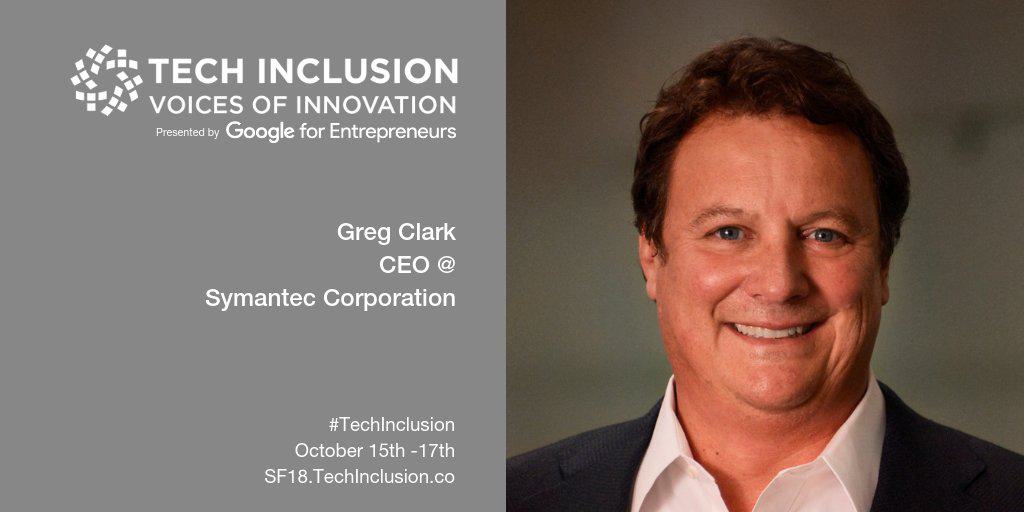 TECH INCLUSION
VOICES OF INNOVATION
Presented by Google for Entrepreneurs
Greg Clark
CEO @
Symantec Corporation
#TechInclusion
October 15th -17th
SF18.TechInclusion.co